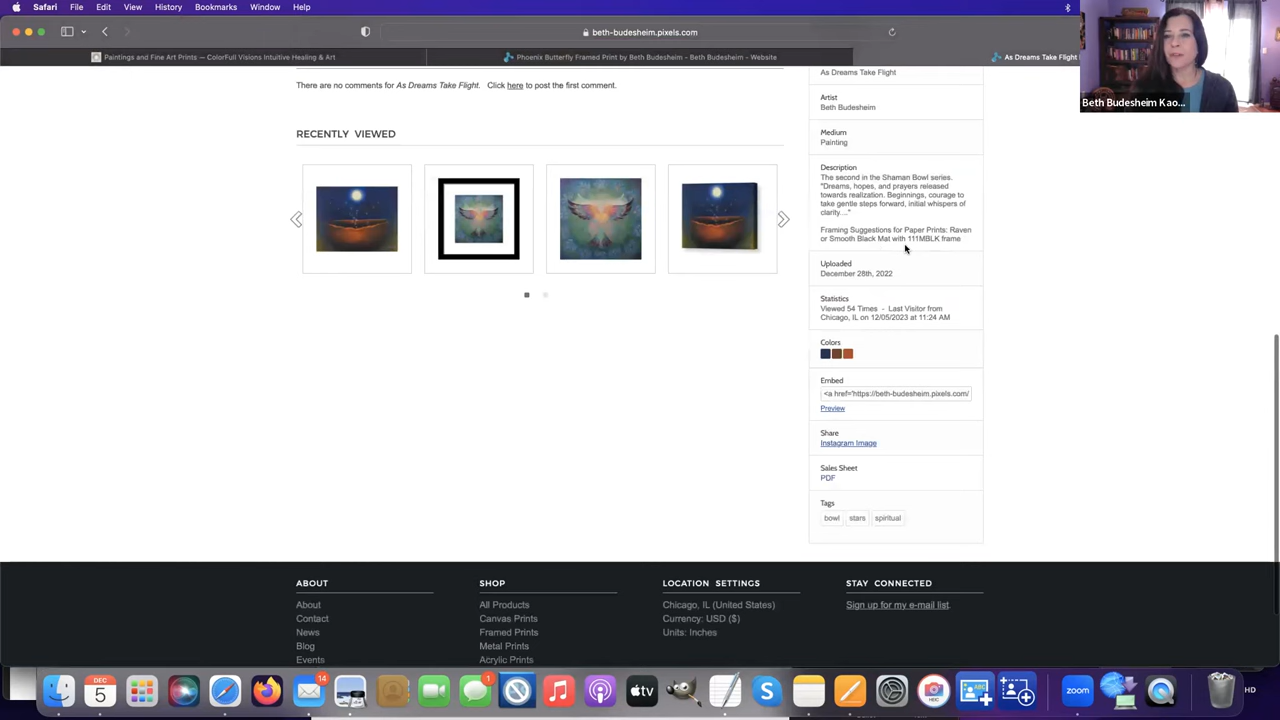 Safari File Edit View History Bookmarks Window Help
beth-budesheim.pixels.com
Paintings and Fine Art Prints — ColorFull Visions Intuitive Healing & Art
Phoenix Butterfly Framed Print by Beth Budesheim - Beth Budesheim - Website
As Dreams Take Flight
Beth Budesheim Kao...
There are no comments for As Dreams Take Flight. Click here to post the first comment.
RECENTLY VIEWED
As Dreams Take Flight
Artist
Beth Budesheim
Medium
Painting
Description
The second in the Shaman Bowl series.
"Dreams, hopes, and prayers released
towards realization. Beginnings, courage to
take gentle steps forward, initial whispers of
clarity...."
Framing Suggestions for Paper Prints: Raven
or Smooth Black Mat with 111MBLK frame
Uploaded
December 28th, 2022
Statistics
Viewed 54 Times - Last Visitor from
Chicago, IL on 12/05/2023 at 11:24 AM
Colors
Embed
<a href='https://beth-budesheim.pixels.com/
Preview
Share
Instagram Image
Sales Sheet
PDF
Tags
bowl stars spiritual
ABOUT
About
Contact
News
Blog
Events
SHOP
All Products
Canvas Prints
Framed Prints
Metal Prints
Acrylic Prints
LOCATION SETTINGS
Chicago, IL (United States)
Currency: USD ($)
Units: Inches
STAY CONNECTED
Sign up for my e-mail list.
DEC
5
14
1
tv
zoom
HD